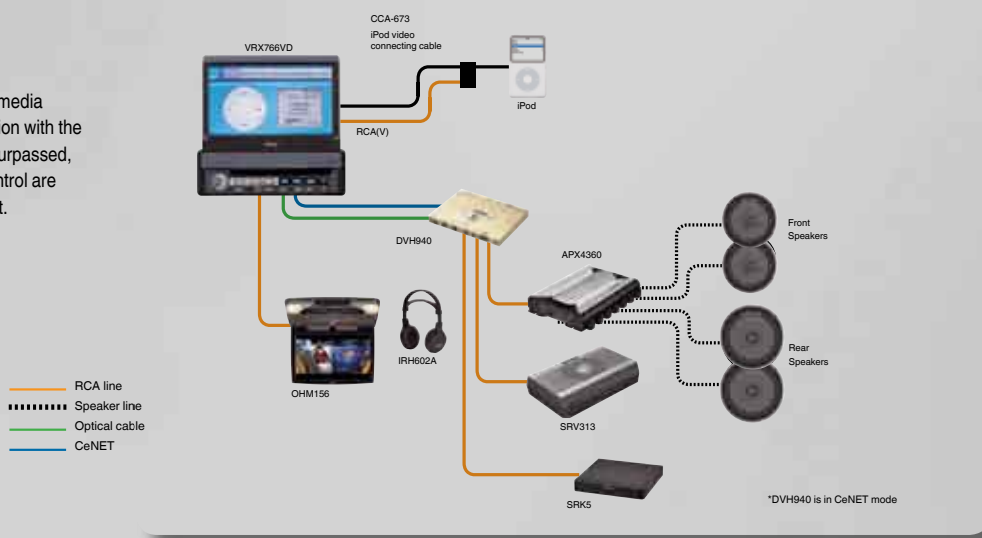 media
ion with the
urpassed,
ntrol are
t.
CCA-673
iPod video
connecting cable
VRX766VD
iPod
RCA(V)
DVH940
Front
Speakers
APX4360
IRH602A
Rear
Speakers
OHM156
RCA line
Speaker line
Optical cable
CeNET
SRV313
SRK5
*DVH940 is in CeNET mode